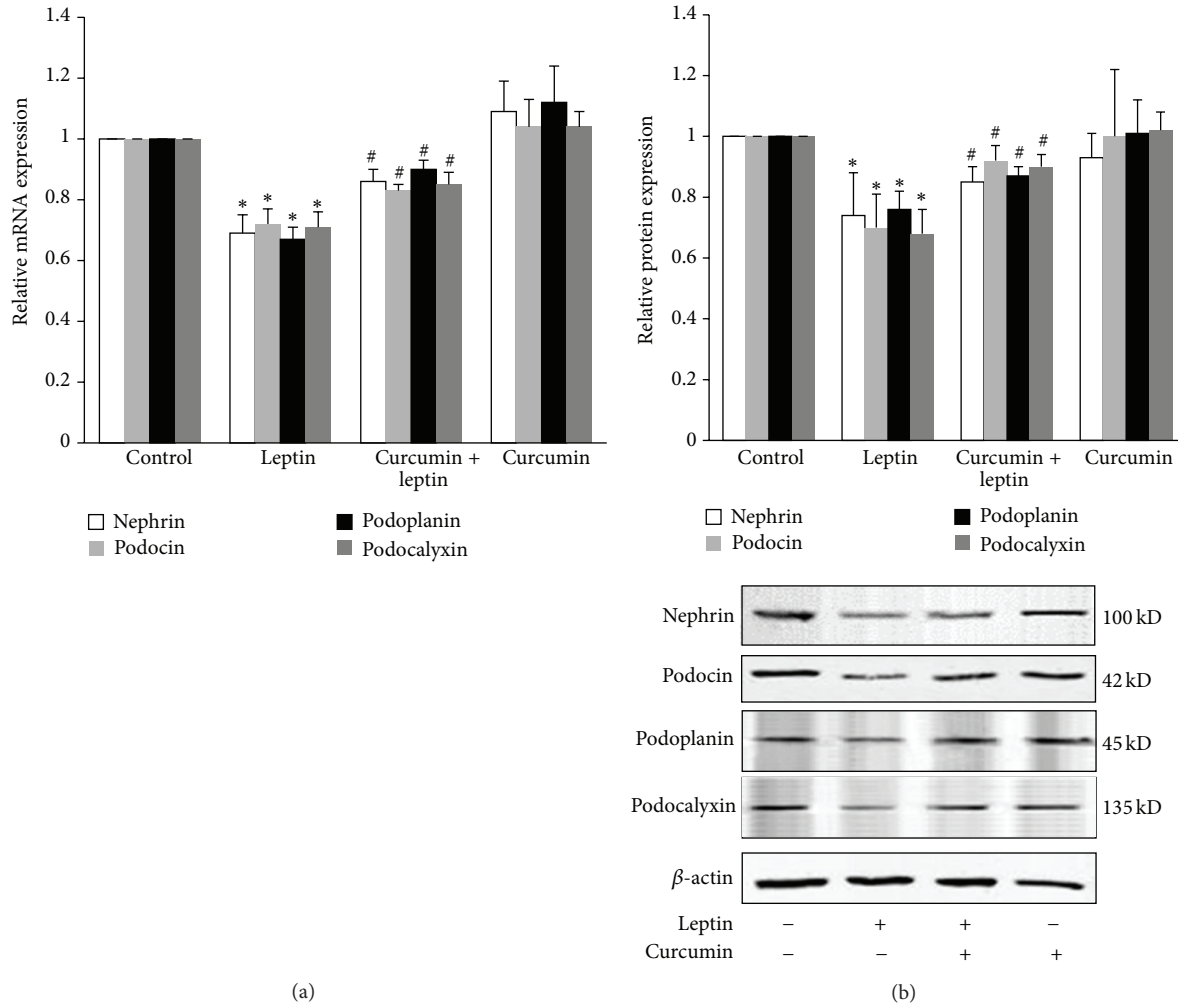 1.4
1.2
1
0.8
0.6
0.4
0.2
0
Relative mRNA expression
* * * *
# # # #
Control Leptin Curcumin + Curcumin
leptin
Nephrin Podoplanin
Podocin Podocalyxin
(a)
1.4
1.2
1
0.8
0.6
0.4
0.2
0
Relative protein expression
* * * *
# # # #
Control Leptin Curcumin + Curcumin
leptin
Nephrin Podoplanin
Podocin Podocalyxin
Nephrin 100 kD
Podocin 42 kD
Podoplanin 45 kD
Podocalyxin 135 kD
β-actin
Leptin − + + −
Curcumin − − + +
(b)